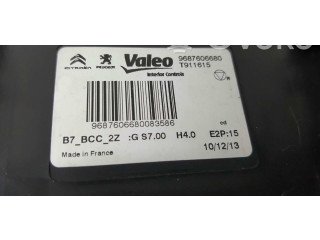 CITROËN PEUGEOT Valeo 9687606680
T911615
Interior Controls
9687606680083586
cd
B7_BCC_2Z :G S7.00 H4.0 E2P:15
Made in France 10/12/13